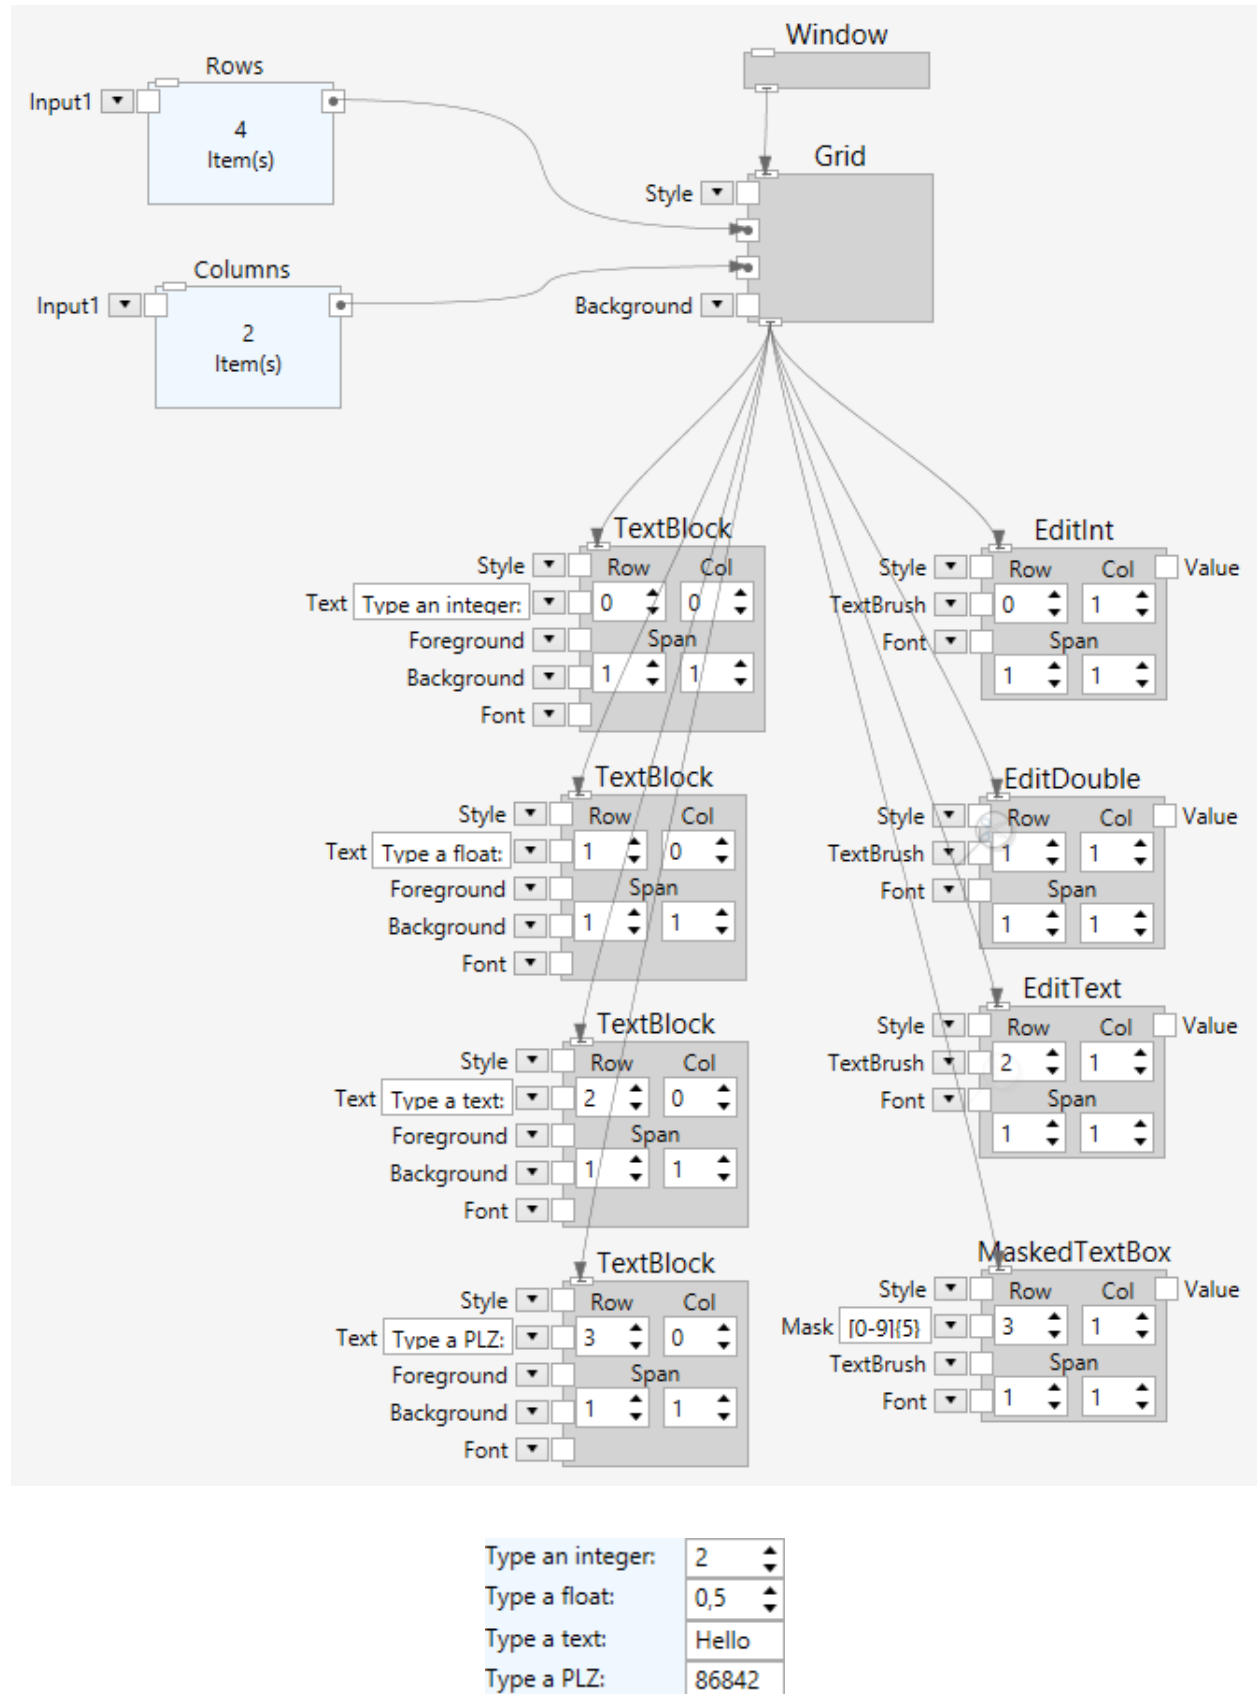 Window
Rows
Input1
4
Item(s)
Grid
Style
Columns
Input1
2
Item(s)
Background
TextBlock
Style Row Col
Text Type an integer: 0 0
Foreground Span
Background 1 1
Font
EditInt
Style Row Col Value
TextBrush 0 1
Font Span
1 1
TextBlock
Style Row Col
Text Type a float: 1 0
Foreground Span
Background 1 1
Font
EditDouble
Style Row Col Value
TextBrush 1 1
Font Span
1 1
TextBlock
Style Row Col
Text Type a text: 2 0
Foreground Span
Background 1 1
Font
EditText
Style Row Col Value
TextBrush 2 1
Font Span
1 1
TextBlock
Style Row Col
Text Type a PLZ: 3 0
Foreground Span
Background 1 1
Font
MaskedTextBox
Style Row Col Value
Mask [0-9]{5} 3 1
TextBrush Span
Font 1 1
Type an integer: 2
Type a float: 0,5
Type a text: Hello
Type a PLZ: 86842